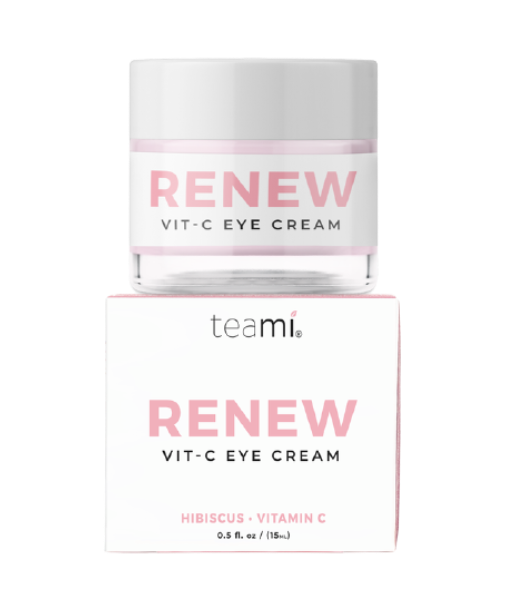 RENEW
VIT-C EYE CREAM
teami®
RENEW
VIT-C EYE CREAM
HIBISCUS • VITAMIN C
0.5 fl. oz / (15mL)